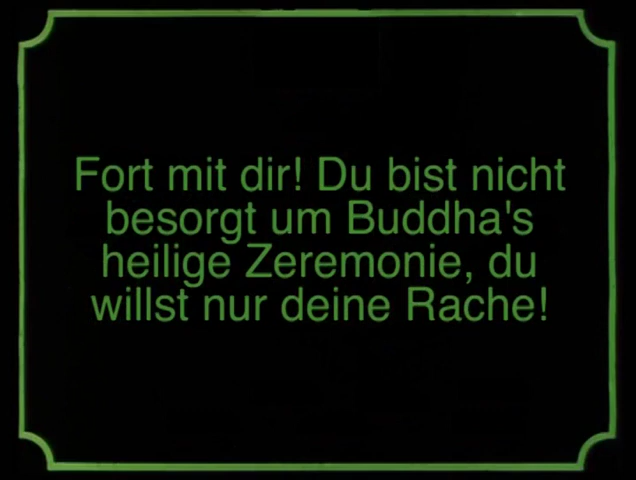 Fort mit dir! Du bist nicht
besorgt um Buddha's
heilige Zeremonie, du
willst nur deine Rache!